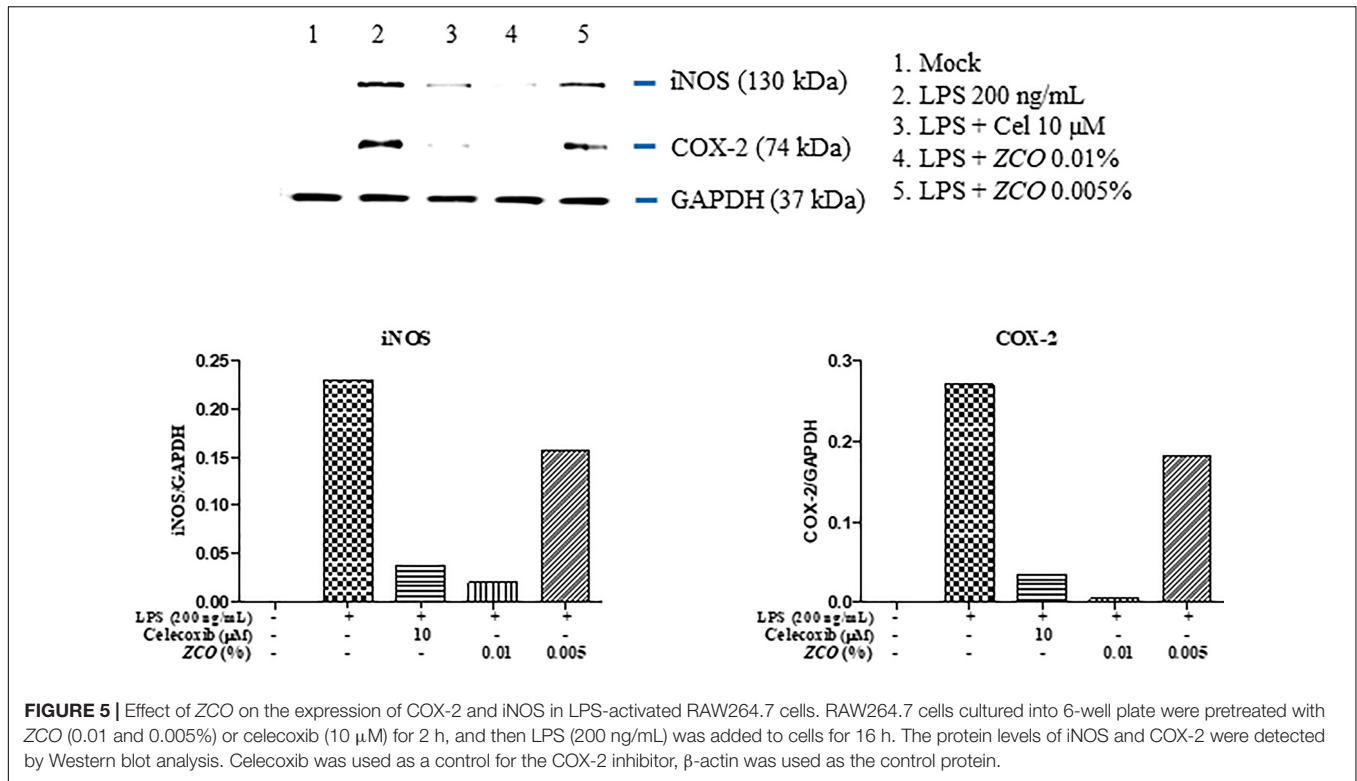 1 2 3 4 5
iNOS (130 kDa)
COX-2 (74 kDa)
GAPDH (37 kDa)
1. Mock
2. LPS 200 ng/mL
3. LPS + Cel 10 μM
4. LPS + ZCO 0.01%
5. LPS + ZCO 0.005%
iNOS
iNOS/GAPDH
0.25
0.20
0.15
0.10
0.05
0.00
LPS (200 ng/mL) - + + + +
Celecoxib (μM) - - 10 - -
ZCO (%) - - - 0.01 0.005
COX-2
COX-2/GAPDH
0.3
0.2
0.1
0.0
LPS (200 ng/mL) - + + + +
Celecoxib (μM) - - 10 - -
ZCO (%) - - - 0.01 0.005
FIGURE 5 | Effect of ZCO on the expression of COX-2 and iNOS in LPS-activated RAW264.7 cells. RAW264.7 cells cultured into 6-well plate were pretreated with
ZCO (0.01 and 0.005%) or celecoxib (10 μM) for 2 h, and then LPS (200 ng/mL) was added to cells for 16 h. The protein levels of iNOS and COX-2 were detected
by Western blot analysis. Celecoxib was used as a control for the COX-2 inhibitor, β-actin was used as the control protein.